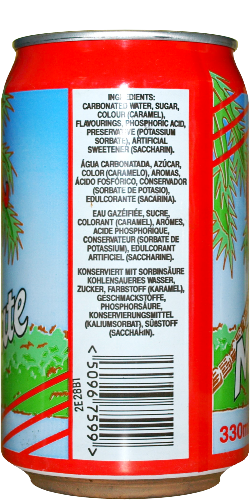 INGREDIENTS:
CARBONATED WATER, SUGAR,
COLOUR (CARAMEL),
FLAVOURINGS, PHOSPHORIC ACID,
PRESERVATIVE (POTASSIUM
SORBATE), ARTIFICIAL
SWEETENER (SACCHARIN).
ÁGUA CARBONATADA, AZÚCAR,
COLOR (CARAMELO), AROMAS,
ÁCIDO FOSFÓRICO, CONSERVADOR
(SORBATO DE POTASIO),
EDULCORANTE (SACARINA).
EAU GAZÉIFIÉE, SUCRE,
COLORANT (CARAMEL), ARÔMES,
ACIDE PHOSPHORIQUE,
CONSERVATEUR (SORBATE DE
POTASSIUM), EDULCORANT
ARTIFICIEL (SACCHARINE).
KONSERVIERT MIT SORBINSÄURE
KOHLENSAUERES WASSER,
ZUCKER, FARBSTOFF (KARAMEL),
GESCHMACKSTOFFE,
PHOSPHORSÄURE,
KONSERVIERUNGSMITTEL
(KALIUMSORBAT), SÜßSTOFF
(SACCHARIN).
<50967599>
2E28B1
330m